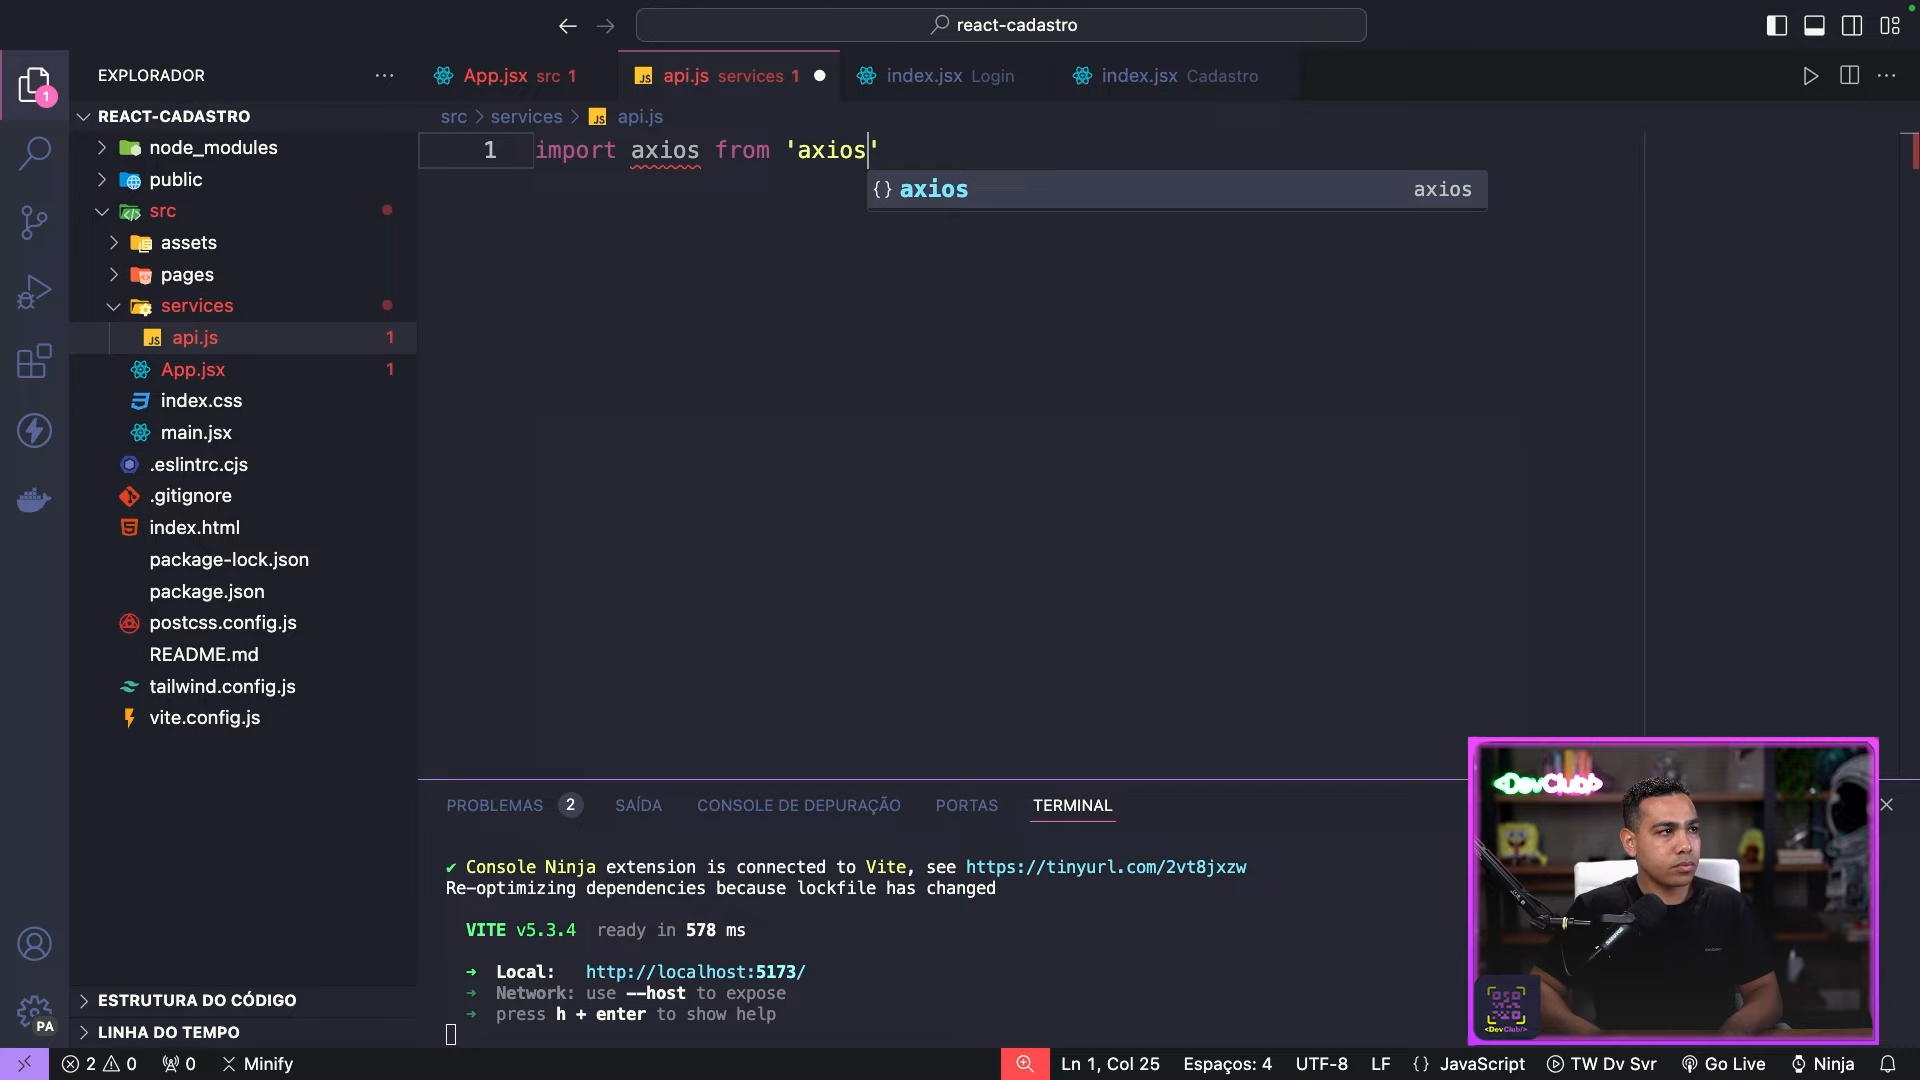 react-cadastro
EXPLORADOR
App.jsx src 1
api.js services 1
index.jsx Login
index.jsx Cadastro
1
REACT-CADASTRO
src
services
JS
api.js
node_modules
public
src
assets
pages
services
JS
api.js
1
App.jsx
1
index.css
main.jsx
.eslintrc.cjs
.gitignore
index.html
package-lock.json
package.json
postcss.config.js
README.md
tailwind.config.js
vite.config.js
ESTRUTURA DO CÓDIGO
LINHA DO TEMPO
1
import axios from 'axios'
{} axios
axios
PROBLEMAS 2
SAÍDA
CONSOLE DE DEPURAÇÃO
PORTAS
TERMINAL
✔ Console Ninja extension is connected to Vite, see https://tinyurl.com/2vt8jxzw
Re-optimizing dependencies because lockfile has changed
VITE v5.3.4 ready in 578 ms
➜ Local: http://localhost:5173/
➜ Network: use --host to expose
➜ press h + enter to show help
<DevClub/>
<DevClub/>
PA
2 0
0
Minify
Ln 1, Col 25
Espaços: 4
UTF-8
LF
{} JavaScript
TW Dv Svr
Go Live
Ninja